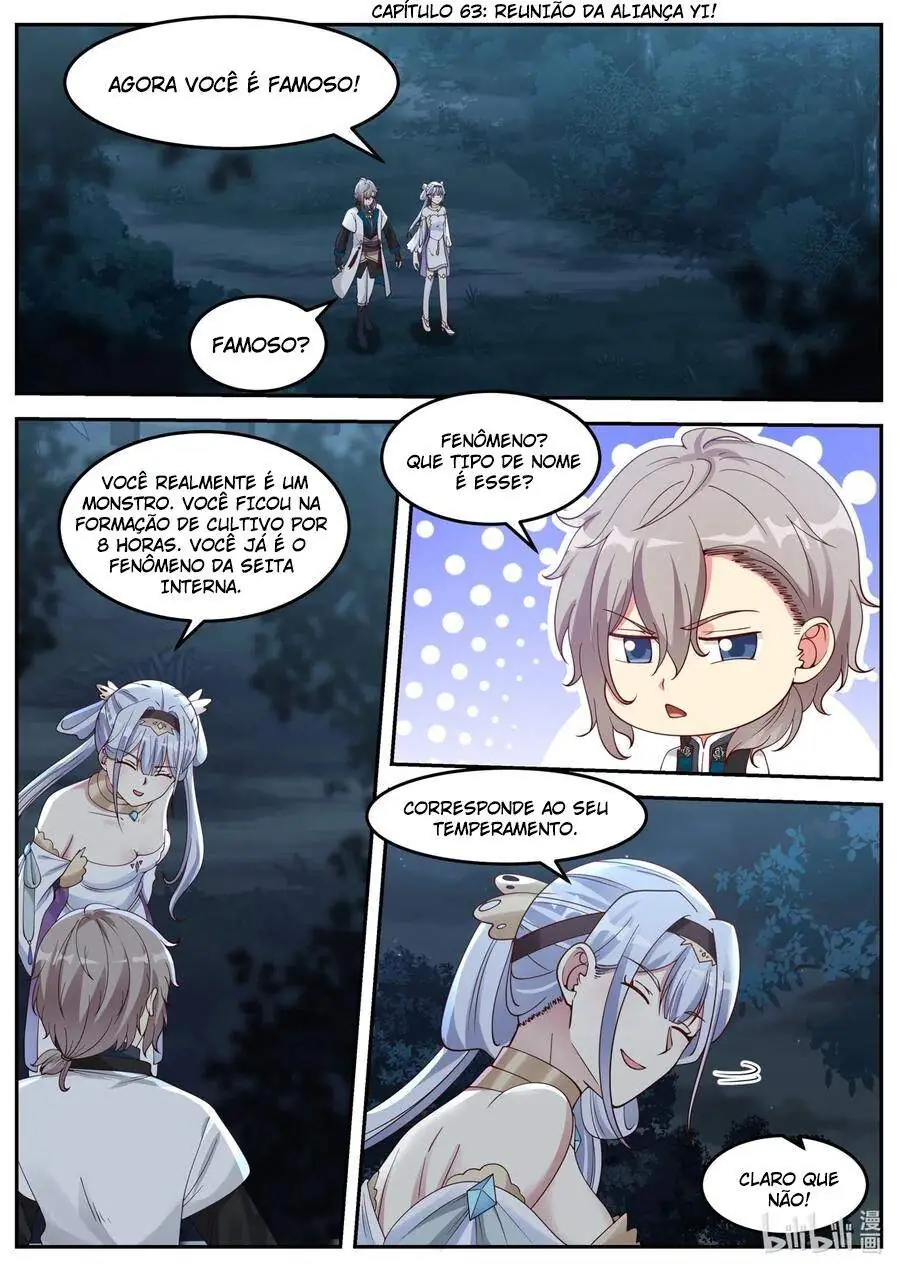 CAPÍTULO 63: REUNIÃO DA ALIANÇA YI!
AGORA VOCÊ É FAMOSO!
FAMOSO?
VOCÊ REALMENTE É UM
MONSTRO. VOCÊ FICOU NA
FORMAÇÃO DE CULTIVO POR
8 HORAS. VOCÊ JÁ É O
FENÔMENO DA SEITA
INTERNA.
FENÔMENO?
QUE TIPO DE NOME
É ESSE?
CORRESPONDE AO SEU
TEMPERAMENTO.
CLARO QUE
NÃO!
bilibili 漫画